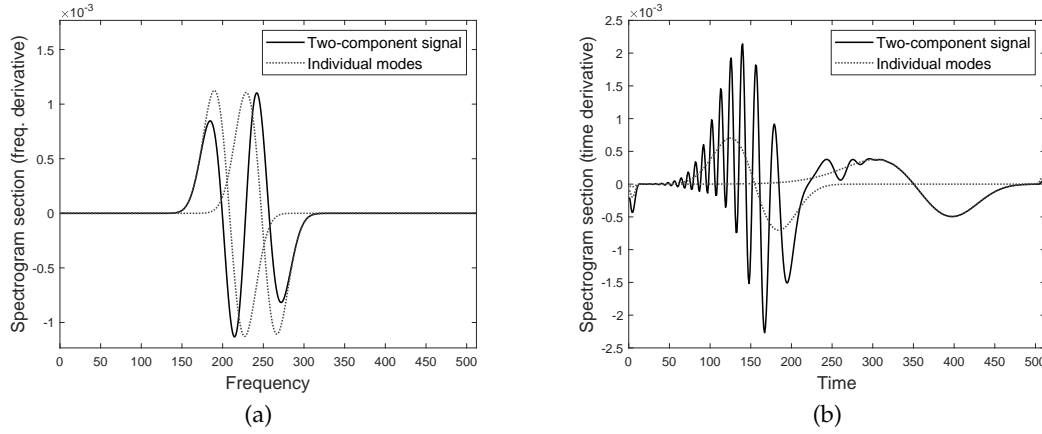 ×10⁻³
1.5
1
0.5
0
-0.5
-1
0 50 100 150 200 250 300 350 400 450 500
Frequency
Spectrogram section (freq. derivative)
Two-component signal
Individual modes
(a)
×10⁻³
2.5
2
1.5
1
0.5
0
-0.5
-1
-1.5
-2
-2.5
0 50 100 150 200 250 300 350 400 450 500
Time
Spectrogram section (time derivative)
Two-component signal
Individual modes
(b)